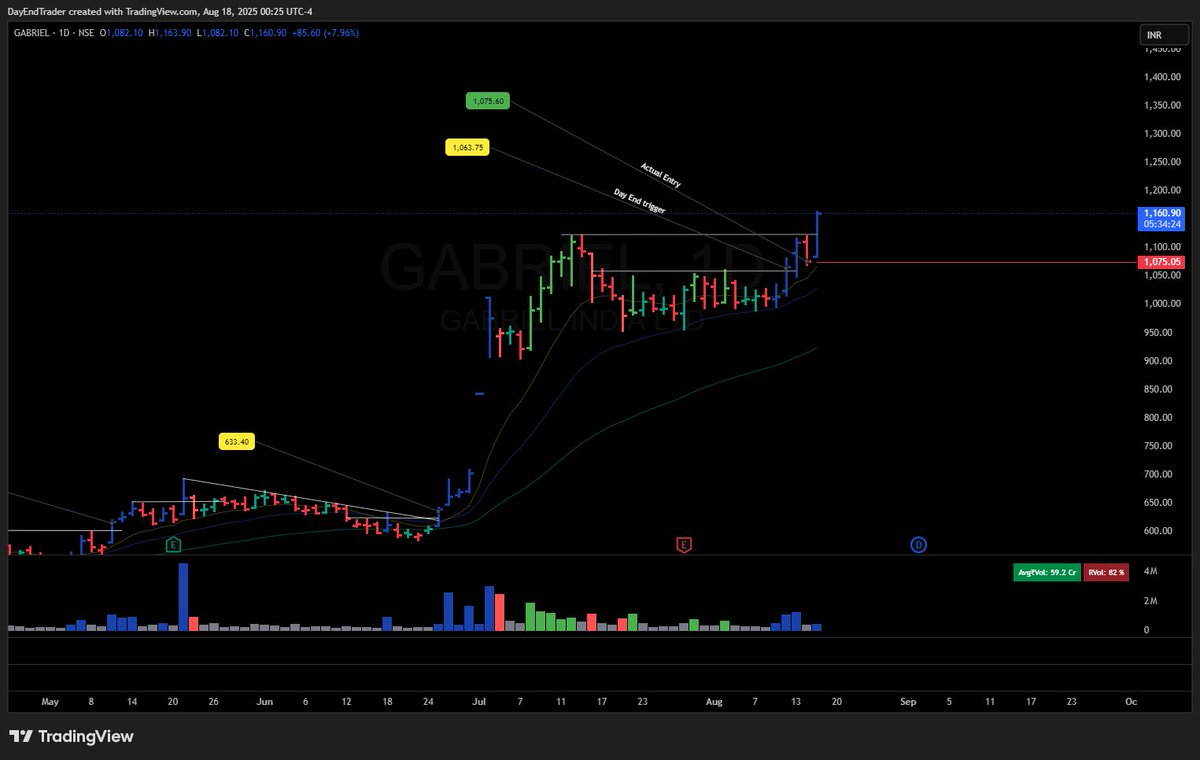 DayEndTrader created with TradingView.com, Aug 18, 2025 00:25 UTC-4
GABRIEL · 1D · NSE O1,082.10 H1,163.90 L1,082.10 C1,160.90 +85.60 (+7.96%)
INR
1,450.00
1,400.00
1,350.00
1,300.00
1,250.00
1,200.00
1,160.90
05:34:24
1,100.00
1,075.05
1,050.00
1,000.00
950.00
900.00
850.00
800.00
750.00
700.00
650.00
600.00
1,075.60
1,063.75
Actual Entry
Day End trigger
GABRIEL, 1D
GABRIEL INDIA LTD
633.40
E
E
D
Avg₹Vol: 59.2 Cr
RVol: 82 %
4M
2M
0
May 8 14 20 26 Jun 6 12 18 24 Jul 7 11 17 23 Aug 7 13 20 Sep 5 11 17 23 Oc
TradingView